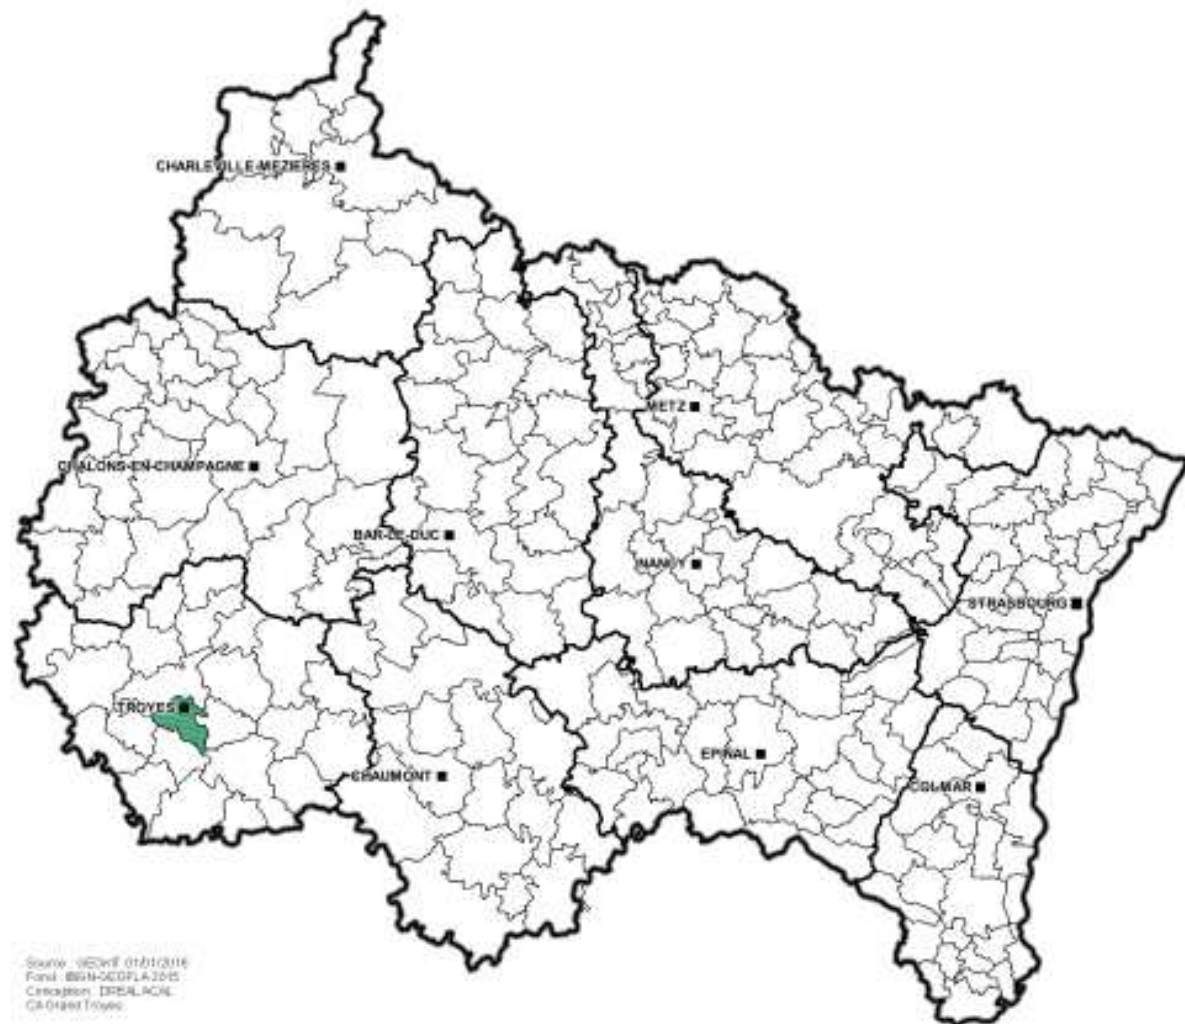 CHARLEVILLE-MEZIERES
METZ
CHALONS-EN-CHAMPAGNE
BAR-LE-DUC
NANCY
STRASBOURG
TROYES
EPINAL
CHAUMONT
COLMAR
Source : GEOKIT 01/01/2016
Fond : ©IGN-GEOFLA 2015
Conception : DREAL ACAL
CA Grand Troyes